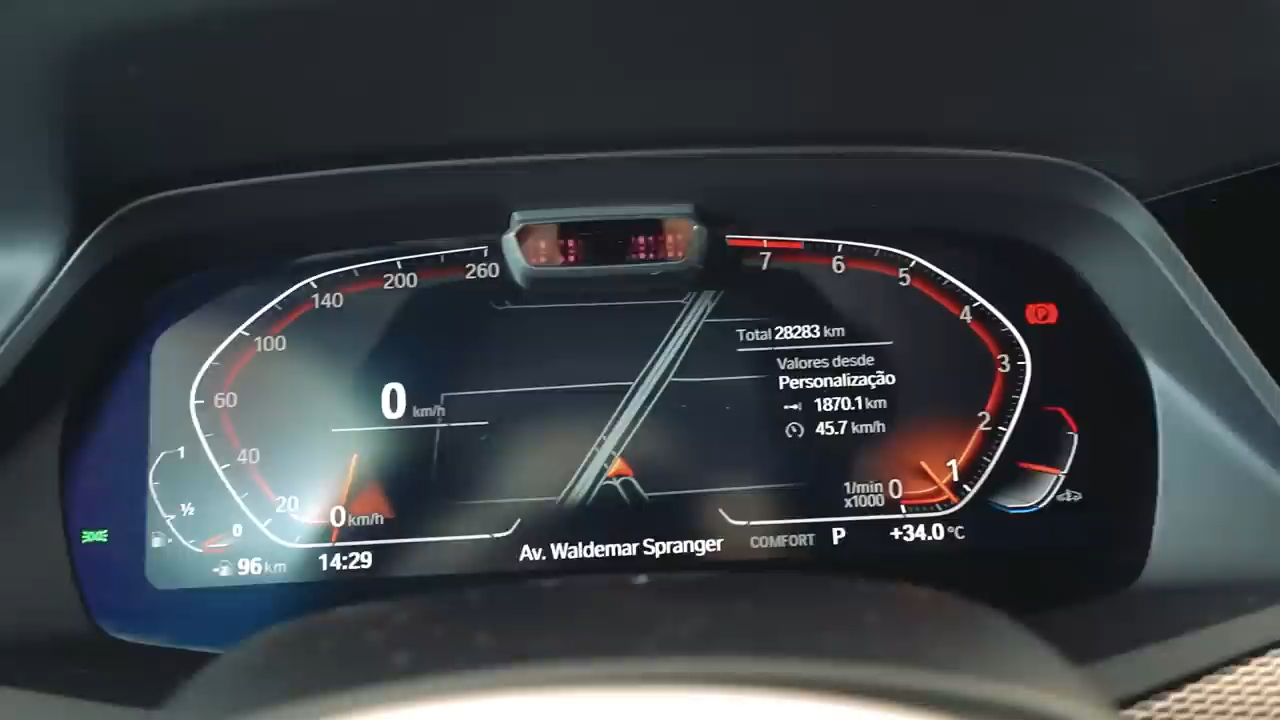 260
200
140
100
60
40
20
0 km/h
0 km/h
1
½
0
96 km
14:29
Av. Waldemar Spranger
Total 28283 km
Valores desde
Personalização
1870.1 km
45.7 km/h
7
6
5
4
3
2
1
0
1/min
x1000
COMFORT P
+34.0 °C
P